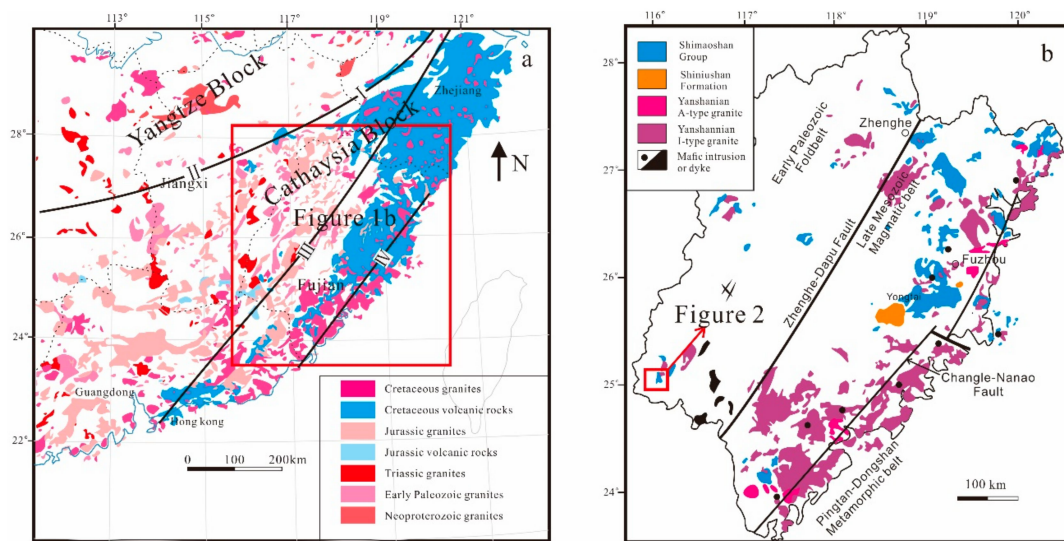 113°
115°
117°
119°
121°
a
Yangtze Block
Zhejiang
I
28°
Cathaysia Block
N
II
Jiangxi
Figure 1b
26°
III
IV
Fujian
24°
Guangdong
Hong kong
22°
0 100 200km
Cretaceous granites
Cretaceous volcanic rocks
Jurassic granites
Jurassic volcanic rocks
Triassic granites
Early Paleozoic granites
Neoproterozoic granites
116°
117°
118°
119°
120°
b
Shimaoshan
Group
Shiniushan
Formation
Yanshanian
A-type granite
Yanshannian
I-type granite
Mafic intrusion
or dyke
28°
Zhenghe
Early Paleozoic
Foldbelt
27°
Late Mesozoic
Magmatic belt
Zhenghe-Dapu Fault
Fuzhou
26°
Yongtai
Figure 2
25°
Changle-Nanao
Fault
Pingtan-Dongshan
Metamorphic belt
100 km
24°